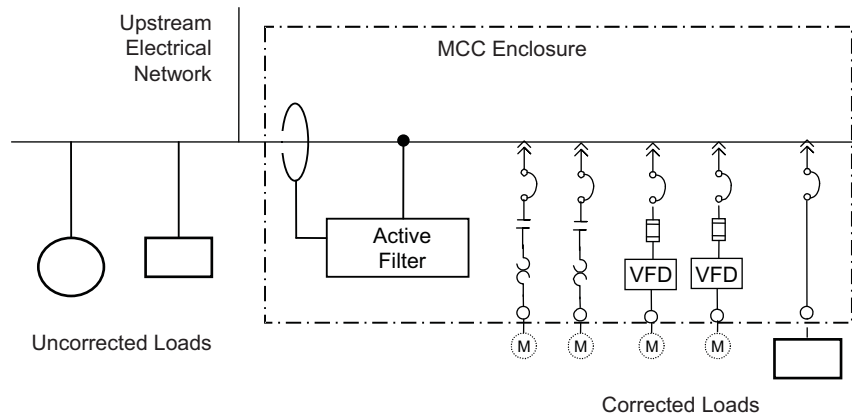 Upstream
Electrical
Network
MCC Enclosure
Active
Filter
VFD
VFD
M
M
M
M
Uncorrected Loads
Corrected Loads